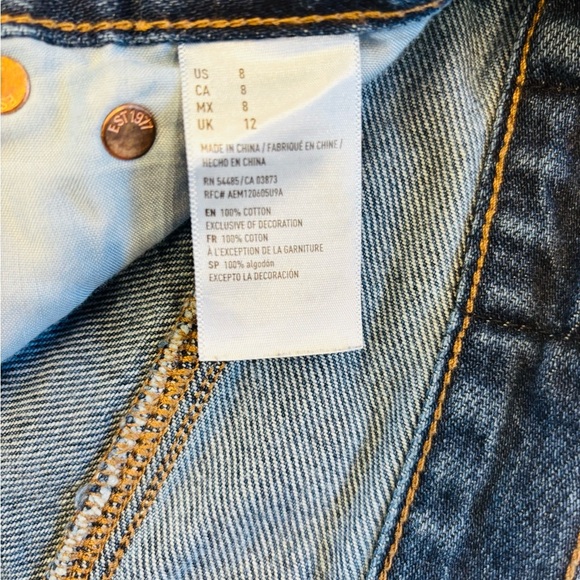 EST 1977
US 8
CA 8
MX 8
UK 12
MADE IN CHINA / FABRIQUÉ EN CHINE /
HECHO EN CHINA
RN 54485/CA 03873
RFC# AEM120605U9A
EN 100% COTTON
EXCLUSIVE OF DECORATION
FR 100% COTON
À L'EXCEPTION DE LA GARNITURE
SP 100% algodón
EXCEPTO LA DECORACIÓN